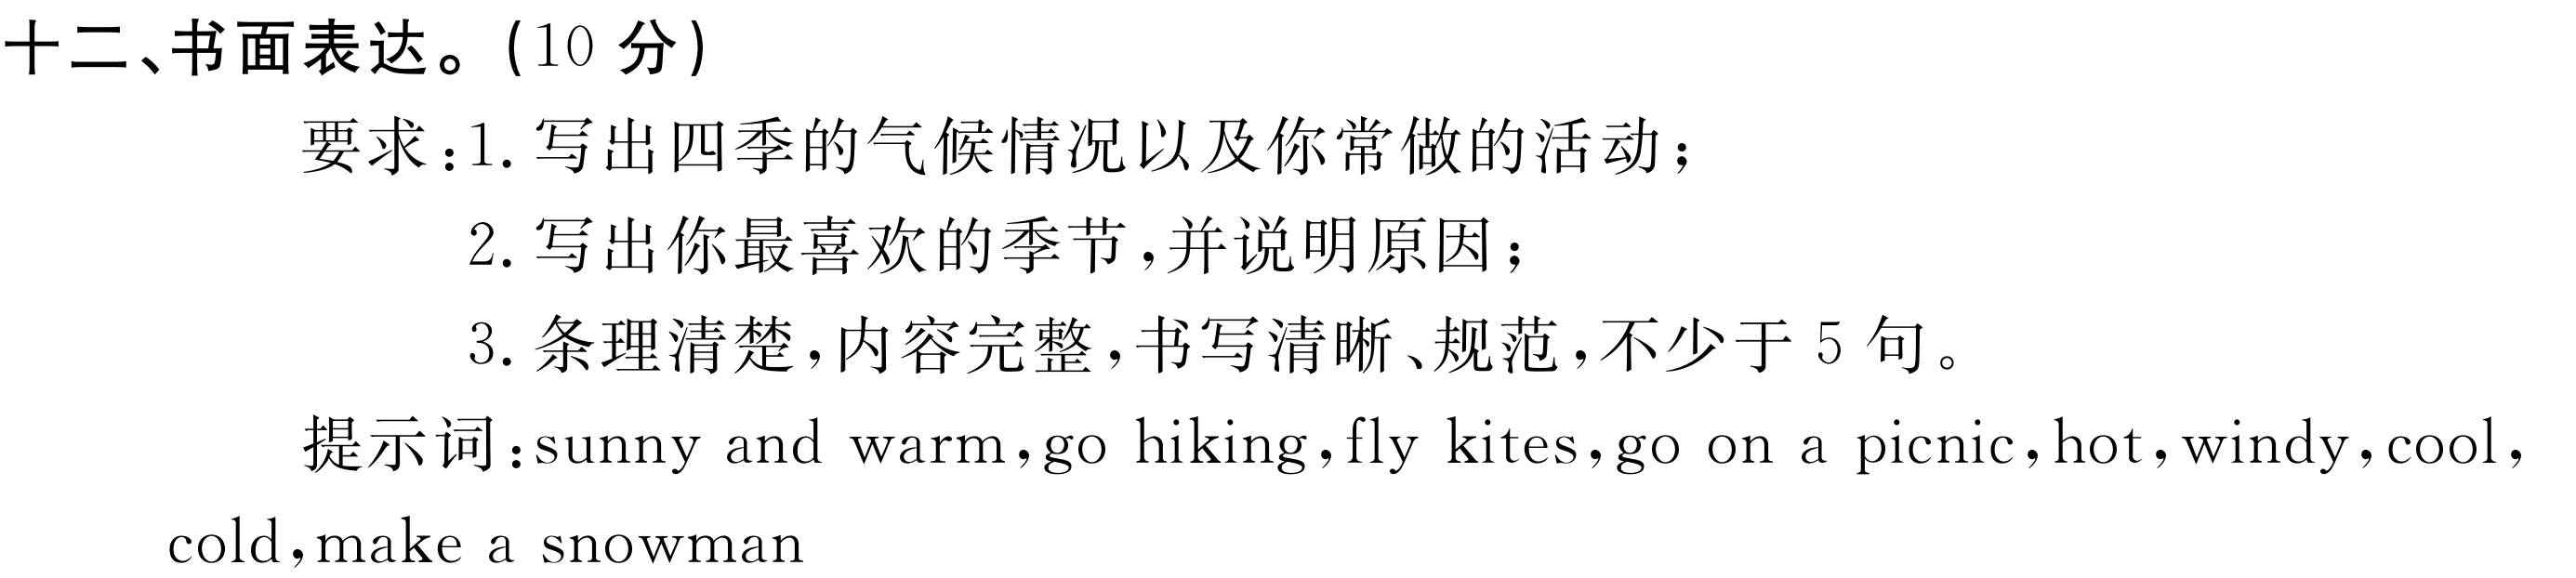 十二、书面表达。(10 分)
要求:1. 写出四季的气候情况以及你常做的活动;
2. 写出你最喜欢的季节,并说明原因;
3. 条理清楚,内容完整,书写清晰、规范,不少于 5 句。
提示词:sunny and warm,go hiking,fly kites,go on a picnic,hot,windy,cool,
cold,make a snowman